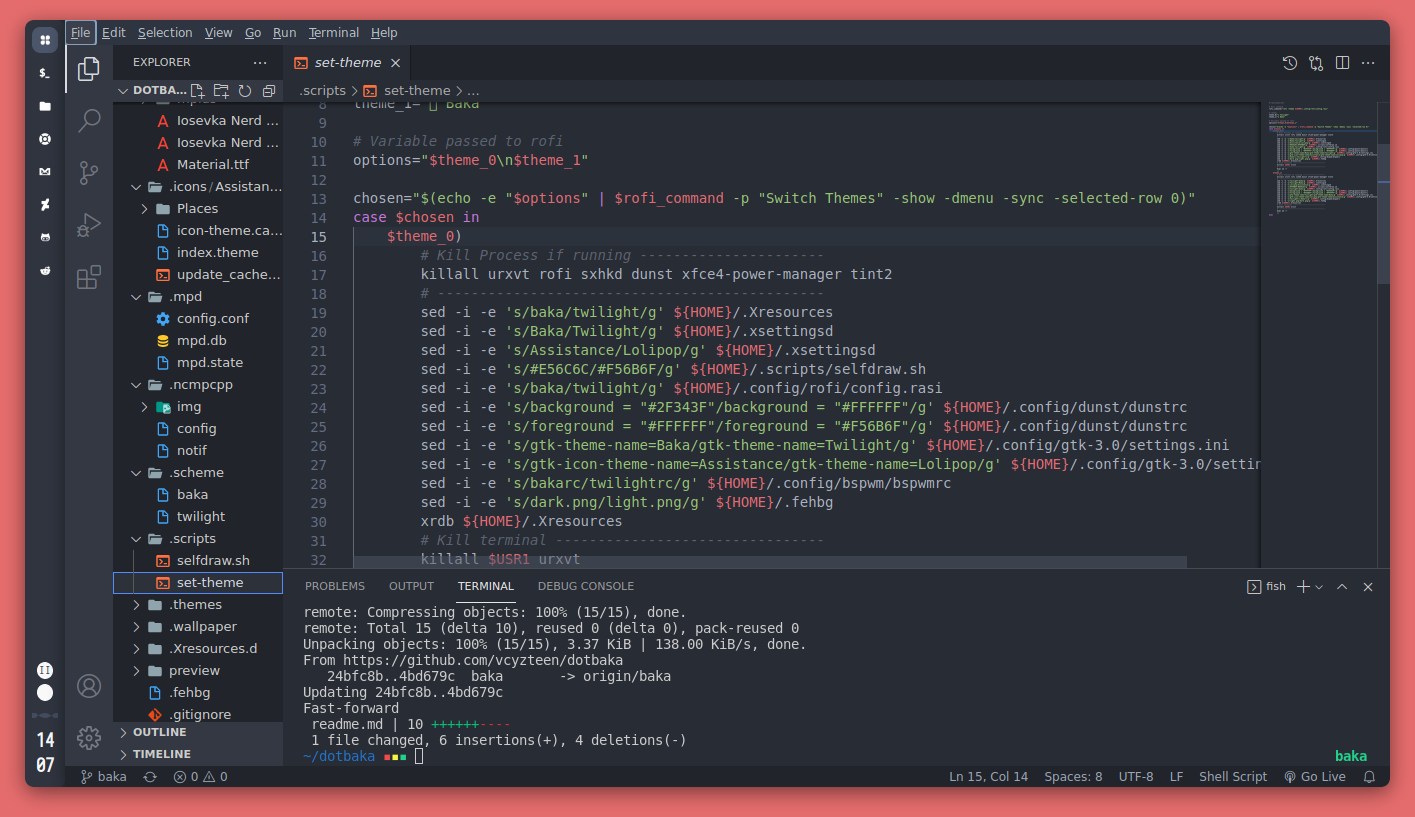 File Edit Selection View Go Run Terminal Help
EXPLORER ···
DOTBA...
Iosevka Nerd ...
Iosevka Nerd ...
Material.ttf
.icons / Assistan...
Places
icon-theme.ca...
index.theme
update_cache...
.mpd
config.conf
mpd.db
mpd.state
.ncmpcpp
img
config
notif
.scheme
baka
twilight
.scripts
selfdraw.sh
set-theme
.themes
.wallpaper
.Xresources.d
preview
.fehbg
.gitignore
OUTLINE
TIMELINE
14
07
set-theme
.scripts > set-theme > ...
8 theme_1= Baka
9
10 # Variable passed to rofi
11 options="$theme_0\n$theme_1"
12
13 chosen="$(echo -e "$options" | $rofi_command -p "Switch Themes" -show -dmenu -sync -selected-row 0)"
14 case $chosen in
15 $theme_0)
16 # Kill Process if running ----------------------
17 killall urxvt rofi sxhkd dunst xfce4-power-manager tint2
18 # ----------------------------------------------
19 sed -i -e 's/baka/twilight/g' ${HOME}/.Xresources
20 sed -i -e 's/Baka/Twilight/g' ${HOME}/.xsettingsd
21 sed -i -e 's/Assistance/Lolipop/g' ${HOME}/.xsettingsd
22 sed -i -e 's/#E56C6C/#F56B6F/g' ${HOME}/.scripts/selfdraw.sh
23 sed -i -e 's/baka/twilight/g' ${HOME}/.config/rofi/config.rasi
24 sed -i -e 's/background = "#2F343F"/background = "#FFFFFF"/g' ${HOME}/.config/dunst/dunstrc
25 sed -i -e 's/foreground = "#FFFFFF"/foreground = "#F56B6F"/g' ${HOME}/.config/dunst/dunstrc
26 sed -i -e 's/gtk-theme-name=Baka/gtk-theme-name=Twilight/g' ${HOME}/.config/gtk-3.0/settings.ini
27 sed -i -e 's/gtk-icon-theme-name=Assistance/gtk-theme-name=Lolipop/g' ${HOME}/.config/gtk-3.0/settin
28 sed -i -e 's/bakarc/twilightrc/g' ${HOME}/.config/bspwm/bspwmrc
29 sed -i -e 's/dark.png/light.png/g' ${HOME}/.fehbg
30 xrdb ${HOME}/.Xresources
31 # Kill terminal --------------------------------
32 killall $USR1 urxvt
PROBLEMS OUTPUT TERMINAL DEBUG CONSOLE fish
remote: Compressing objects: 100% (15/15), done.
remote: Total 15 (delta 10), reused 0 (delta 0), pack-reused 0
Unpacking objects: 100% (15/15), 3.37 KiB | 138.00 KiB/s, done.
From https://github.com/vcyzteen/dotbaka
24bfc8b..4bd679c baka -> origin/baka
Updating 24bfc8b..4bd679c
Fast-forward
readme.md | 10 ++++++----
1 file changed, 6 insertions(+), 4 deletions(-)
~/dotbaka baka
baka 0 0 Ln 15, Col 14 Spaces: 8 UTF-8 LF Shell Script Go Live